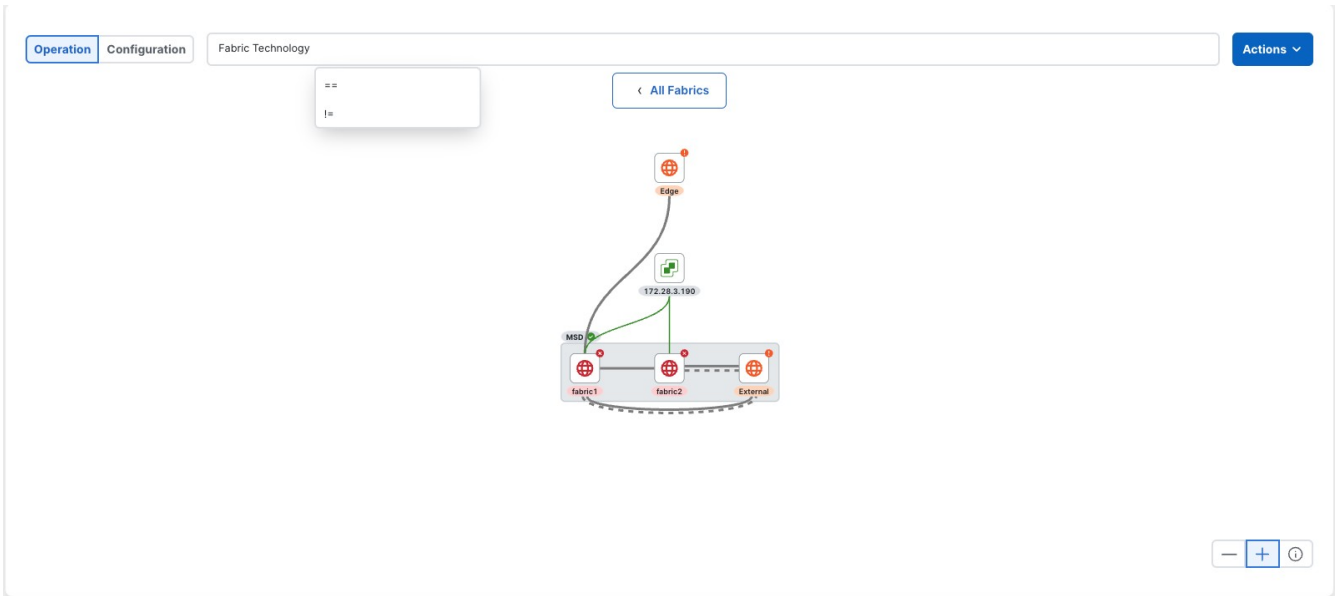 Operation Configuration Fabric Technology Actions
==
!=
‹ All Fabrics
Edge
172.28.3.190
MSD
fabric1 fabric2 External